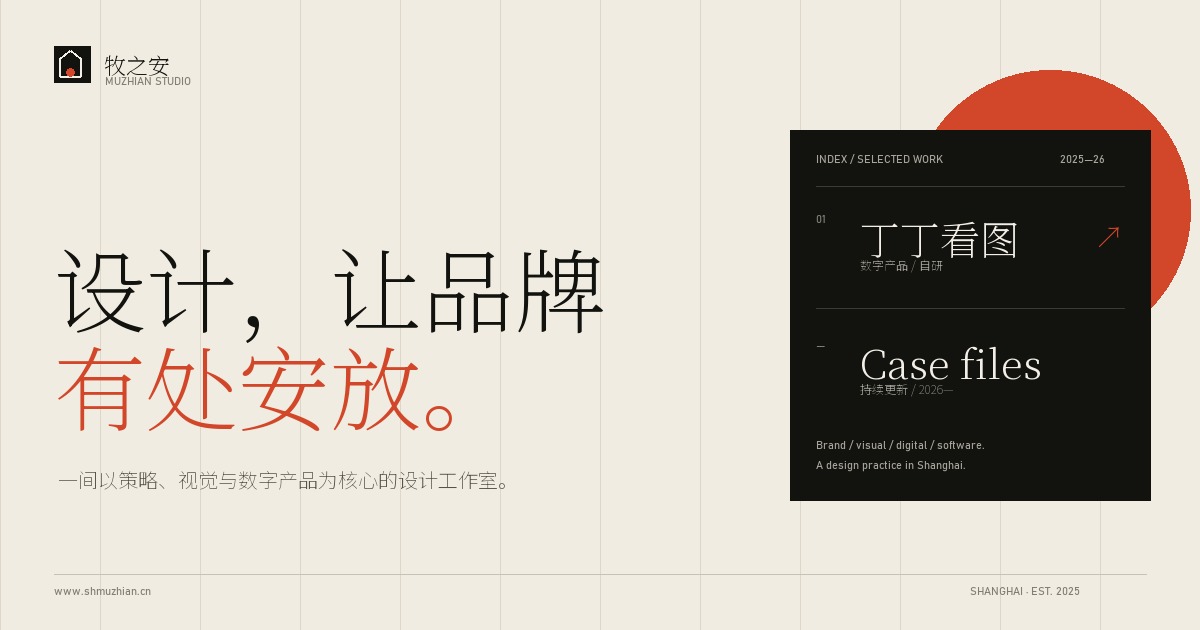 牧之安
MUZHIAN STUDIO
设计，让品牌
有处安放。
一间以策略、视觉与数字产品为核心的设计工作室。
INDEX / SELECTED WORK
2025—26
01
丁丁看图
↗
数字产品 / 自研
—
Case files
持续更新 / 2026—
Brand / visual / digital / software.
A design practice in Shanghai.
www.shmuzhian.cn
SHANGHAI · EST. 2025